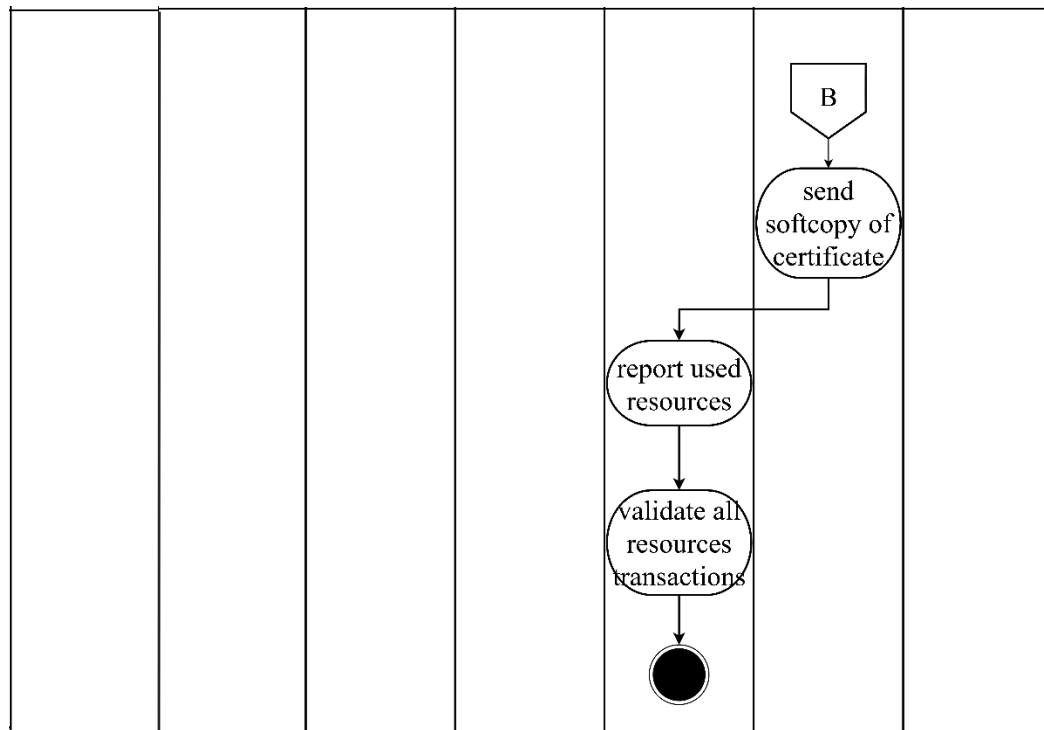 B
send
softcopy of
certificate
report used
resources
validate all
resources
transactions